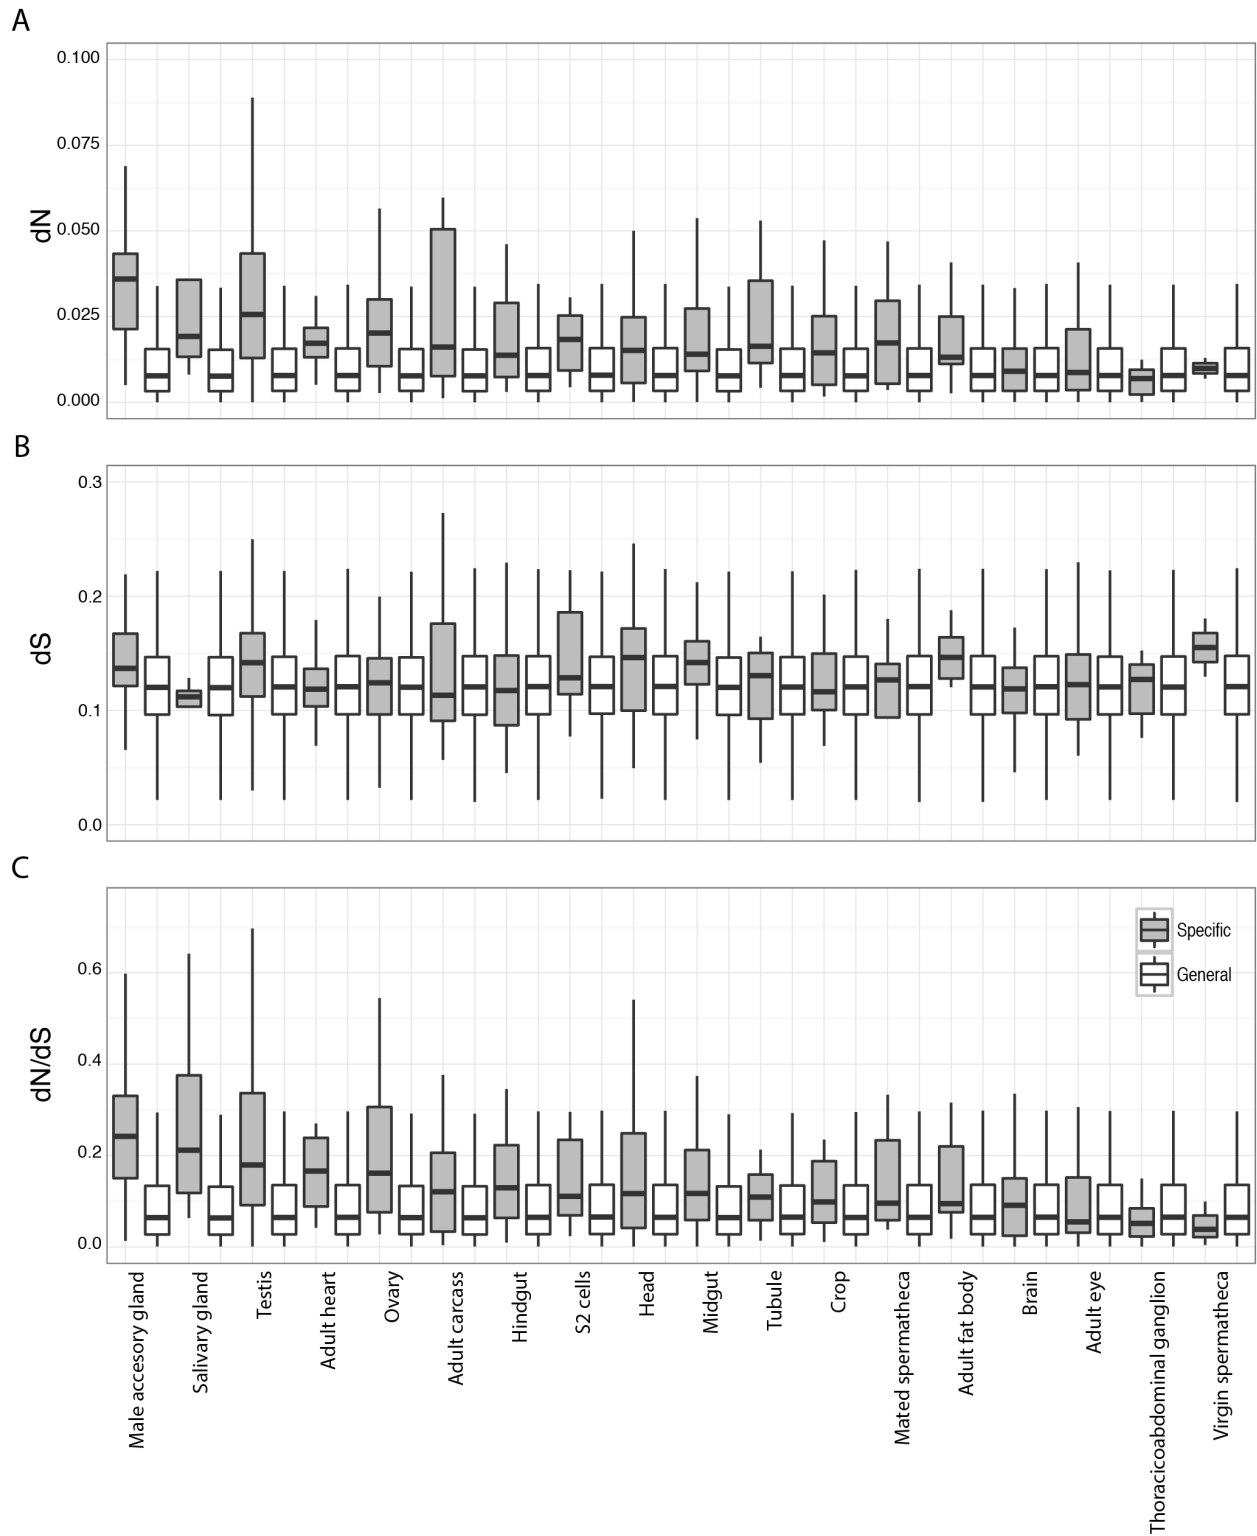 A
0.100
0.075
0.050
0.025
0.000
dN
B
0.3
0.2
0.1
0.0
dS
C
0.6
0.4
0.2
0.0
dN/dS
Specific
General
Male accesory gland
Salivary gland
Testis
Adult heart
Ovary
Adult carcass
Hindgut
S2 cells
Head
Midgut
Tubule
Crop
Mated spermatheca
Adult fat body
Brain
Adult eye
Thoracicoabdominal ganglion
Virgin spermatheca